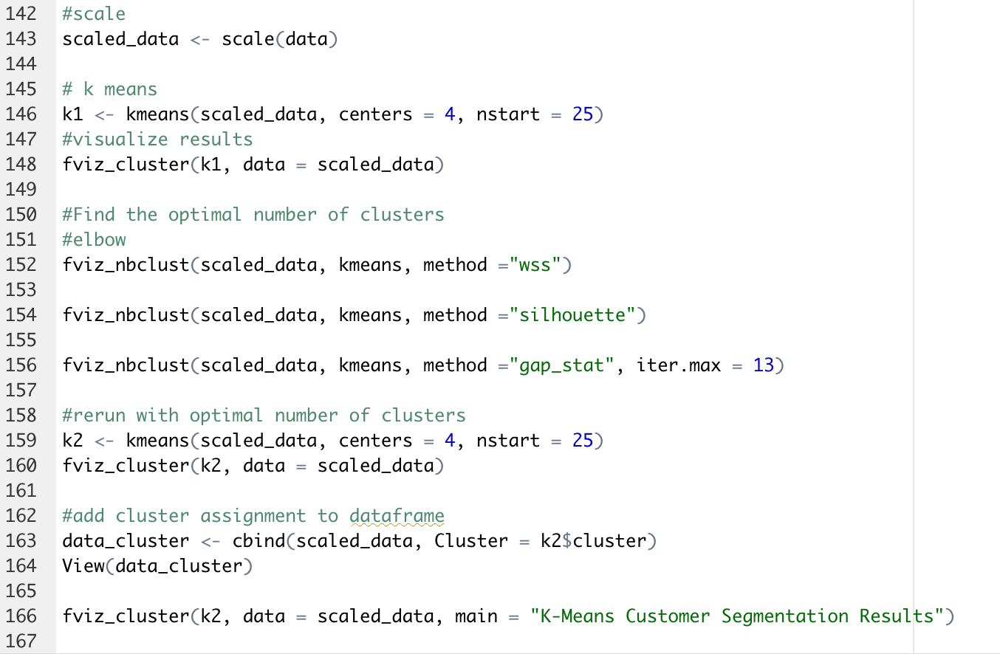 142 #scale
143 scaled_data <- scale(data)
144
145 # k means
146 k1 <- kmeans(scaled_data, centers = 4, nstart = 25)
147 #visualize results
148 fviz_cluster(k1, data = scaled_data)
149
150 #Find the optimal number of clusters
151 #elbow
152 fviz_nbclust(scaled_data, kmeans, method ="wss")
153
154 fviz_nbclust(scaled_data, kmeans, method ="silhouette")
155
156 fviz_nbclust(scaled_data, kmeans, method ="gap_stat", iter.max = 13)
157
158 #rerun with optimal number of clusters
159 k2 <- kmeans(scaled_data, centers = 4, nstart = 25)
160 fviz_cluster(k2, data = scaled_data)
161
162 #add cluster assignment to dataframe
163 data_cluster <- cbind(scaled_data, Cluster = k2$cluster)
164 View(data_cluster)
165
166 fviz_cluster(k2, data = scaled_data, main = "K-Means Customer Segmentation Results")
167